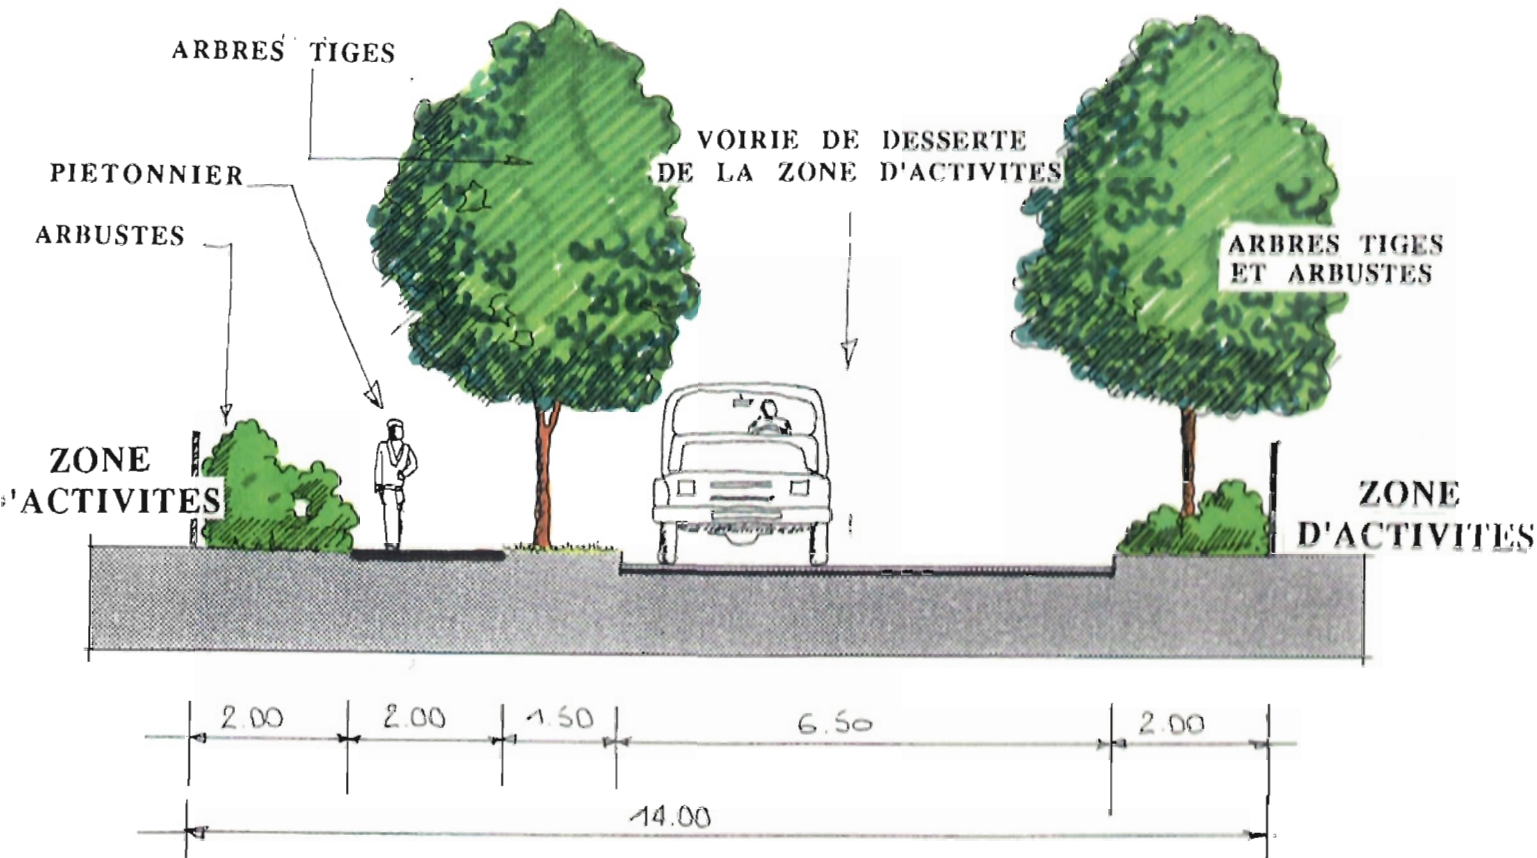 ARBRES TIGES
PIETONNIER
ARBUSTES
VOIRIE DE DESSERTE
DE LA ZONE D'ACTIVITES
ARBRES TIGES
ET ARBUSTES
ZONE
D'ACTIVITES
ZONE
D'ACTIVITES
2.00
2.00
1.50
6.50
2.00
14.00